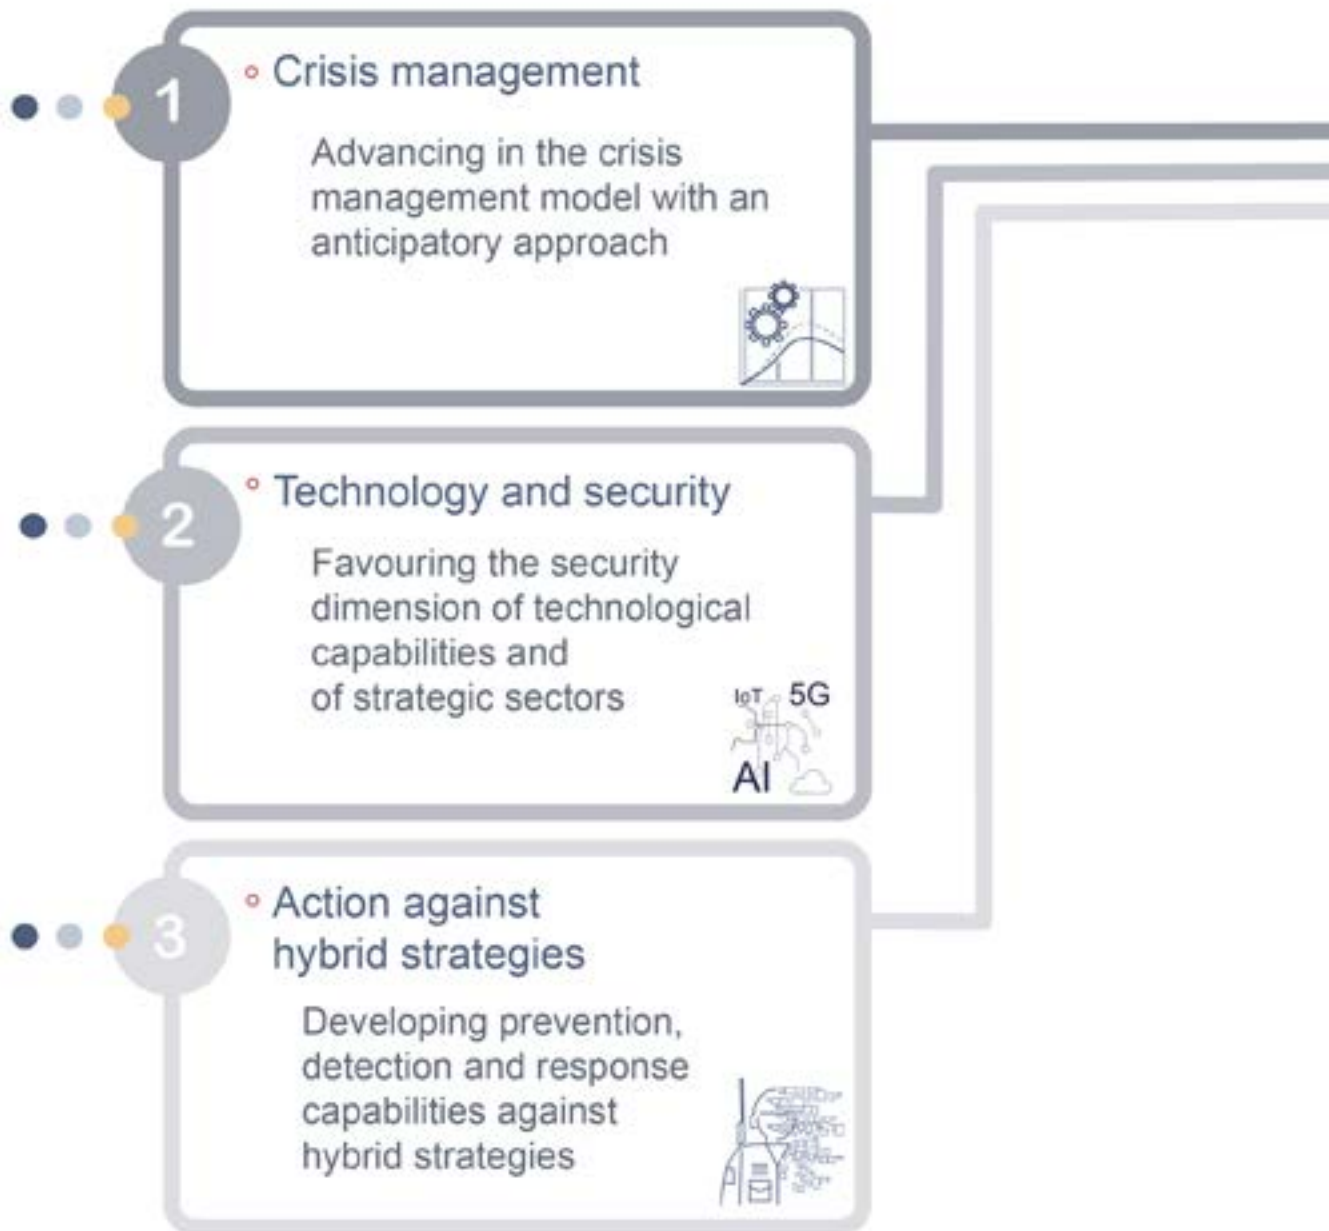 1
Crisis management
Advancing in the crisis
management model with an
anticipatory approach
2
Technology and security
Favouring the security
dimension of technological
capabilities and
of strategic sectors
IoT 5G
AI
3
Action against
hybrid strategies
Developing prevention,
detection and response
capabilities against
hybrid strategies